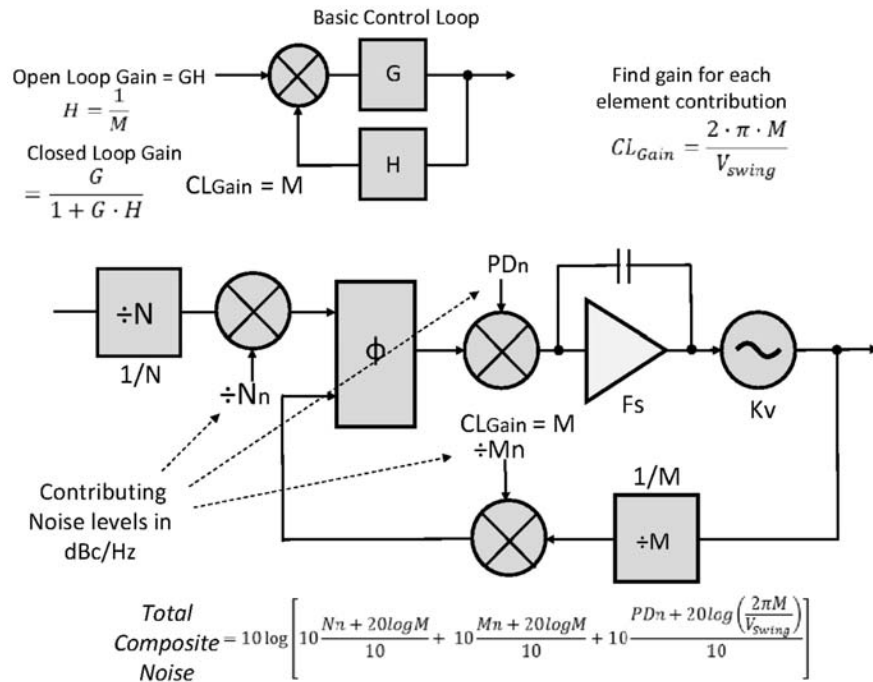 Basic Control Loop
Open Loop Gain = GH
H = 1/M
Closed Loop Gain
= G/(1 + G · H)
G
H
CLGain = M
Find gain for each
element contribution
CL_Gain = (2 · π · M)/V_swing
÷N
1/N
÷Nn
ϕ
PDn
Fs
Kv
CLGain = M
÷Mn
1/M
÷M
Contributing
Noise levels in
dBc/Hz
Total
Composite
Noise
= 10 log [10 (Nn + 20logM)/10 + 10 (Mn + 20logM)/10 + 10 (PDn + 20log(2πM/V_Swing))/10]